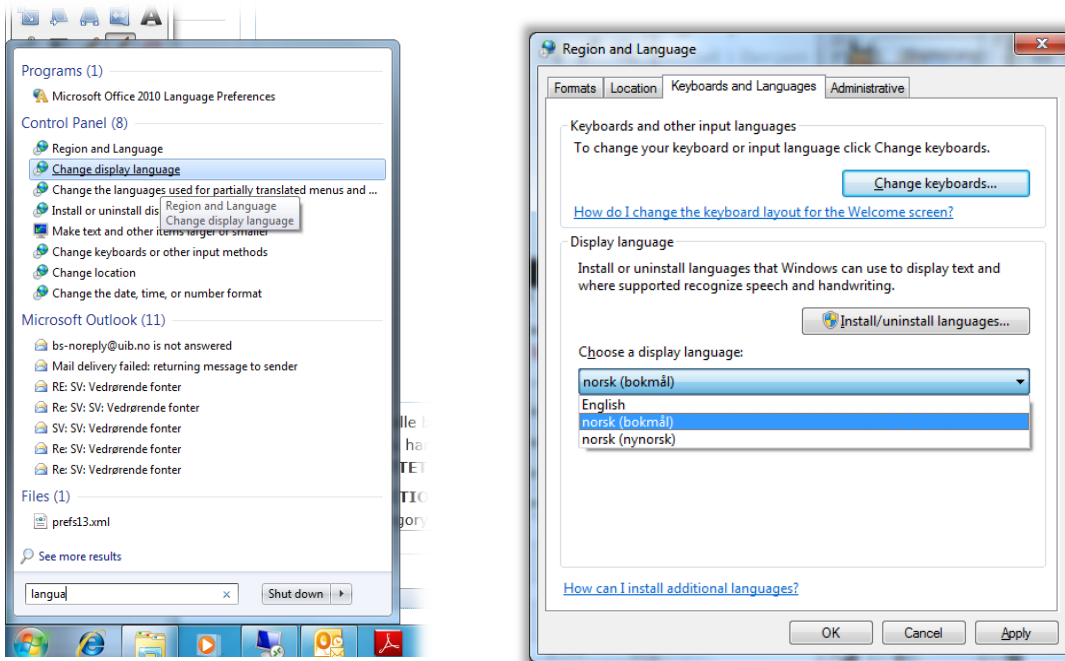 A
Programs (1)
Microsoft Office 2010 Language Preferences
Control Panel (8)
Region and Language
Change display language
Change the languages used for partially translated menus and ...
Install or uninstall dis
Region and Language
Change display language
Make text and other items larger or smaller
Change keyboards or other input methods
Change location
Change the date, time, or number format
Microsoft Outlook (11)
bs-noreply@uib.no is not answered
Mail delivery failed: returning message to sender
RE: SV: Vedrørende fonter
Re: SV: SV: Vedrørende fonter
SV: SV: Vedrørende fonter
Re: SV: Vedrørende fonter
Re: SV: Vedrørende fonter
Files (1)
prefs13.xml
See more results
langua
Shut down
Region and Language
Formats Location Keyboards and Languages Administrative
Keyboards and other input languages
To change your keyboard or input language click Change keyboards.
Change keyboards...
How do I change the keyboard layout for the Welcome screen?
Display language
Install or uninstall languages that Windows can use to display text and
where supported recognize speech and handwriting.
Install/uninstall languages...
Choose a display language:
norsk (bokmål)
English
norsk (bokmål)
norsk (nynorsk)
How can I install additional languages?
OK Cancel Apply